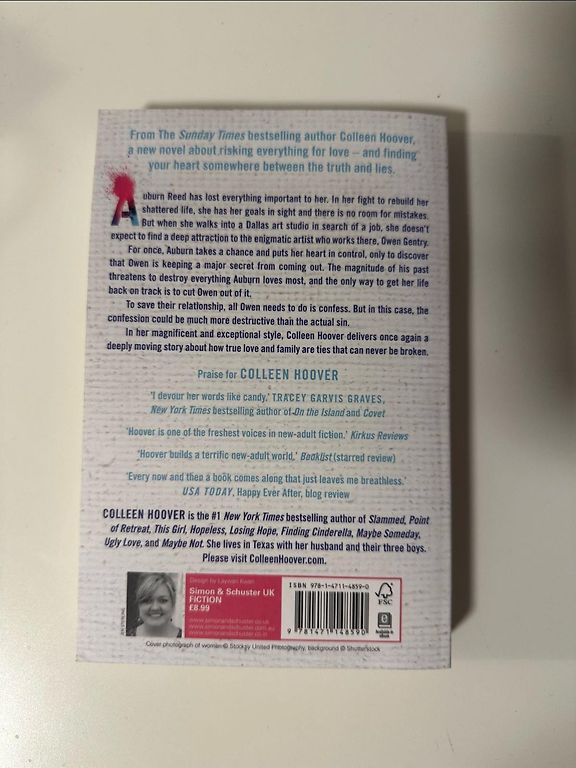 From The Sunday Times bestselling author Colleen Hoover,
a new novel about risking everything for love – and finding
your heart somewhere between the truth and lies.
Auburn Reed has lost everything important to her. In her fight to rebuild her
shattered life, she has her goals in sight and there is no room for mistakes.
But when she walks into a Dallas art studio in search of a job, she doesn't
expect to find a deep attraction to the enigmatic artist who works there, Owen Gentry.
For once, Auburn takes a chance and puts her heart in control, only to discover
that Owen is keeping a major secret from coming out. The magnitude of his past
threatens to destroy everything Auburn loves most, and the only way to get her life
back on track is to cut Owen out of it.
To save their relationship, all Owen needs to do is confess. But in this case, the
confession could be much more destructive than the actual sin.
In her magnificent and exceptional style, Colleen Hoover delivers once again a
deeply moving story about how true love and family are ties that can never be broken.
Praise for COLLEEN HOOVER
'I devour her words like candy.' TRACEY GARVIS GRAVES,
New York Times bestselling author of On the Island and Covet
'Hoover is one of the freshest voices in new-adult fiction.' Kirkus Reviews
'Hoover builds a terrific new-adult world.' Booklist (starred review)
'Every now and then a book comes along that just leaves me breathless.'
USA TODAY, Happy Ever After, blog review
COLLEEN HOOVER is the #1 New York Times bestselling author of Slammed, Point
of Retreat, This Girl, Hopeless, Losing Hope, Finding Cinderella, Maybe Someday,
Ugly Love, and Maybe Not. She lives in Texas with her husband and their three boys.
Please visit ColleenHoover.com.
Design by Laywan Kwan
Simon & Schuster UK
FICTION
£8.99
www.simonandschuster.co.uk
www.simonandschuster.com.au
www.simonandschuster.co.in
ISBN 978-1-4711-4859-0
9 781471 148590
FSC
e
Available in
eBook
Cover photograph of woman © Stocksy United Photography, background © Shutterstock